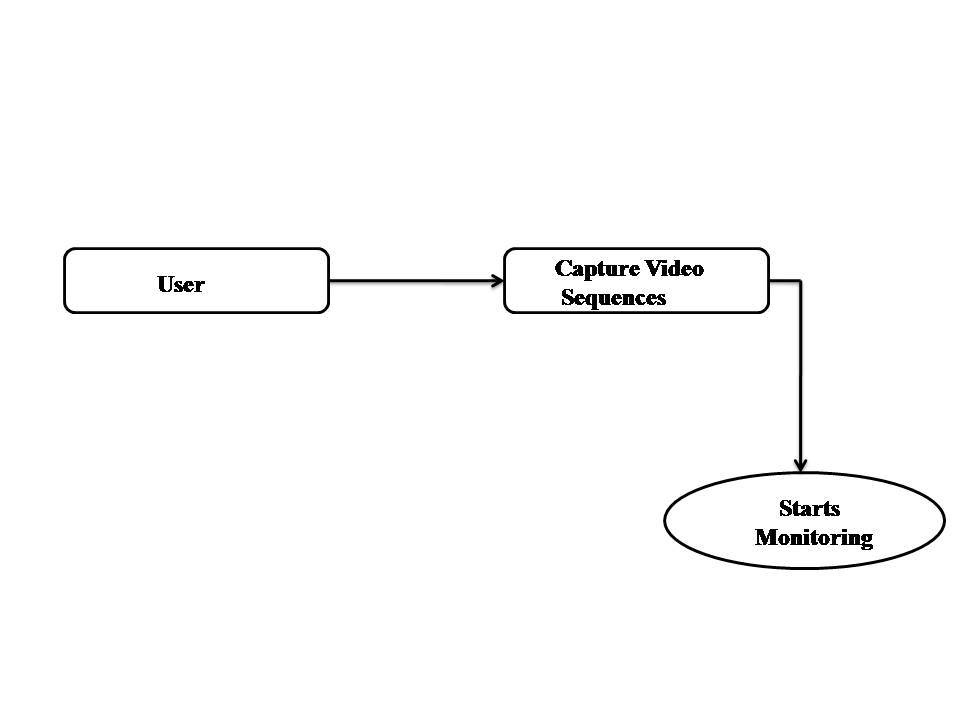 User
Capture Video
Sequences
Starts
Monitoring